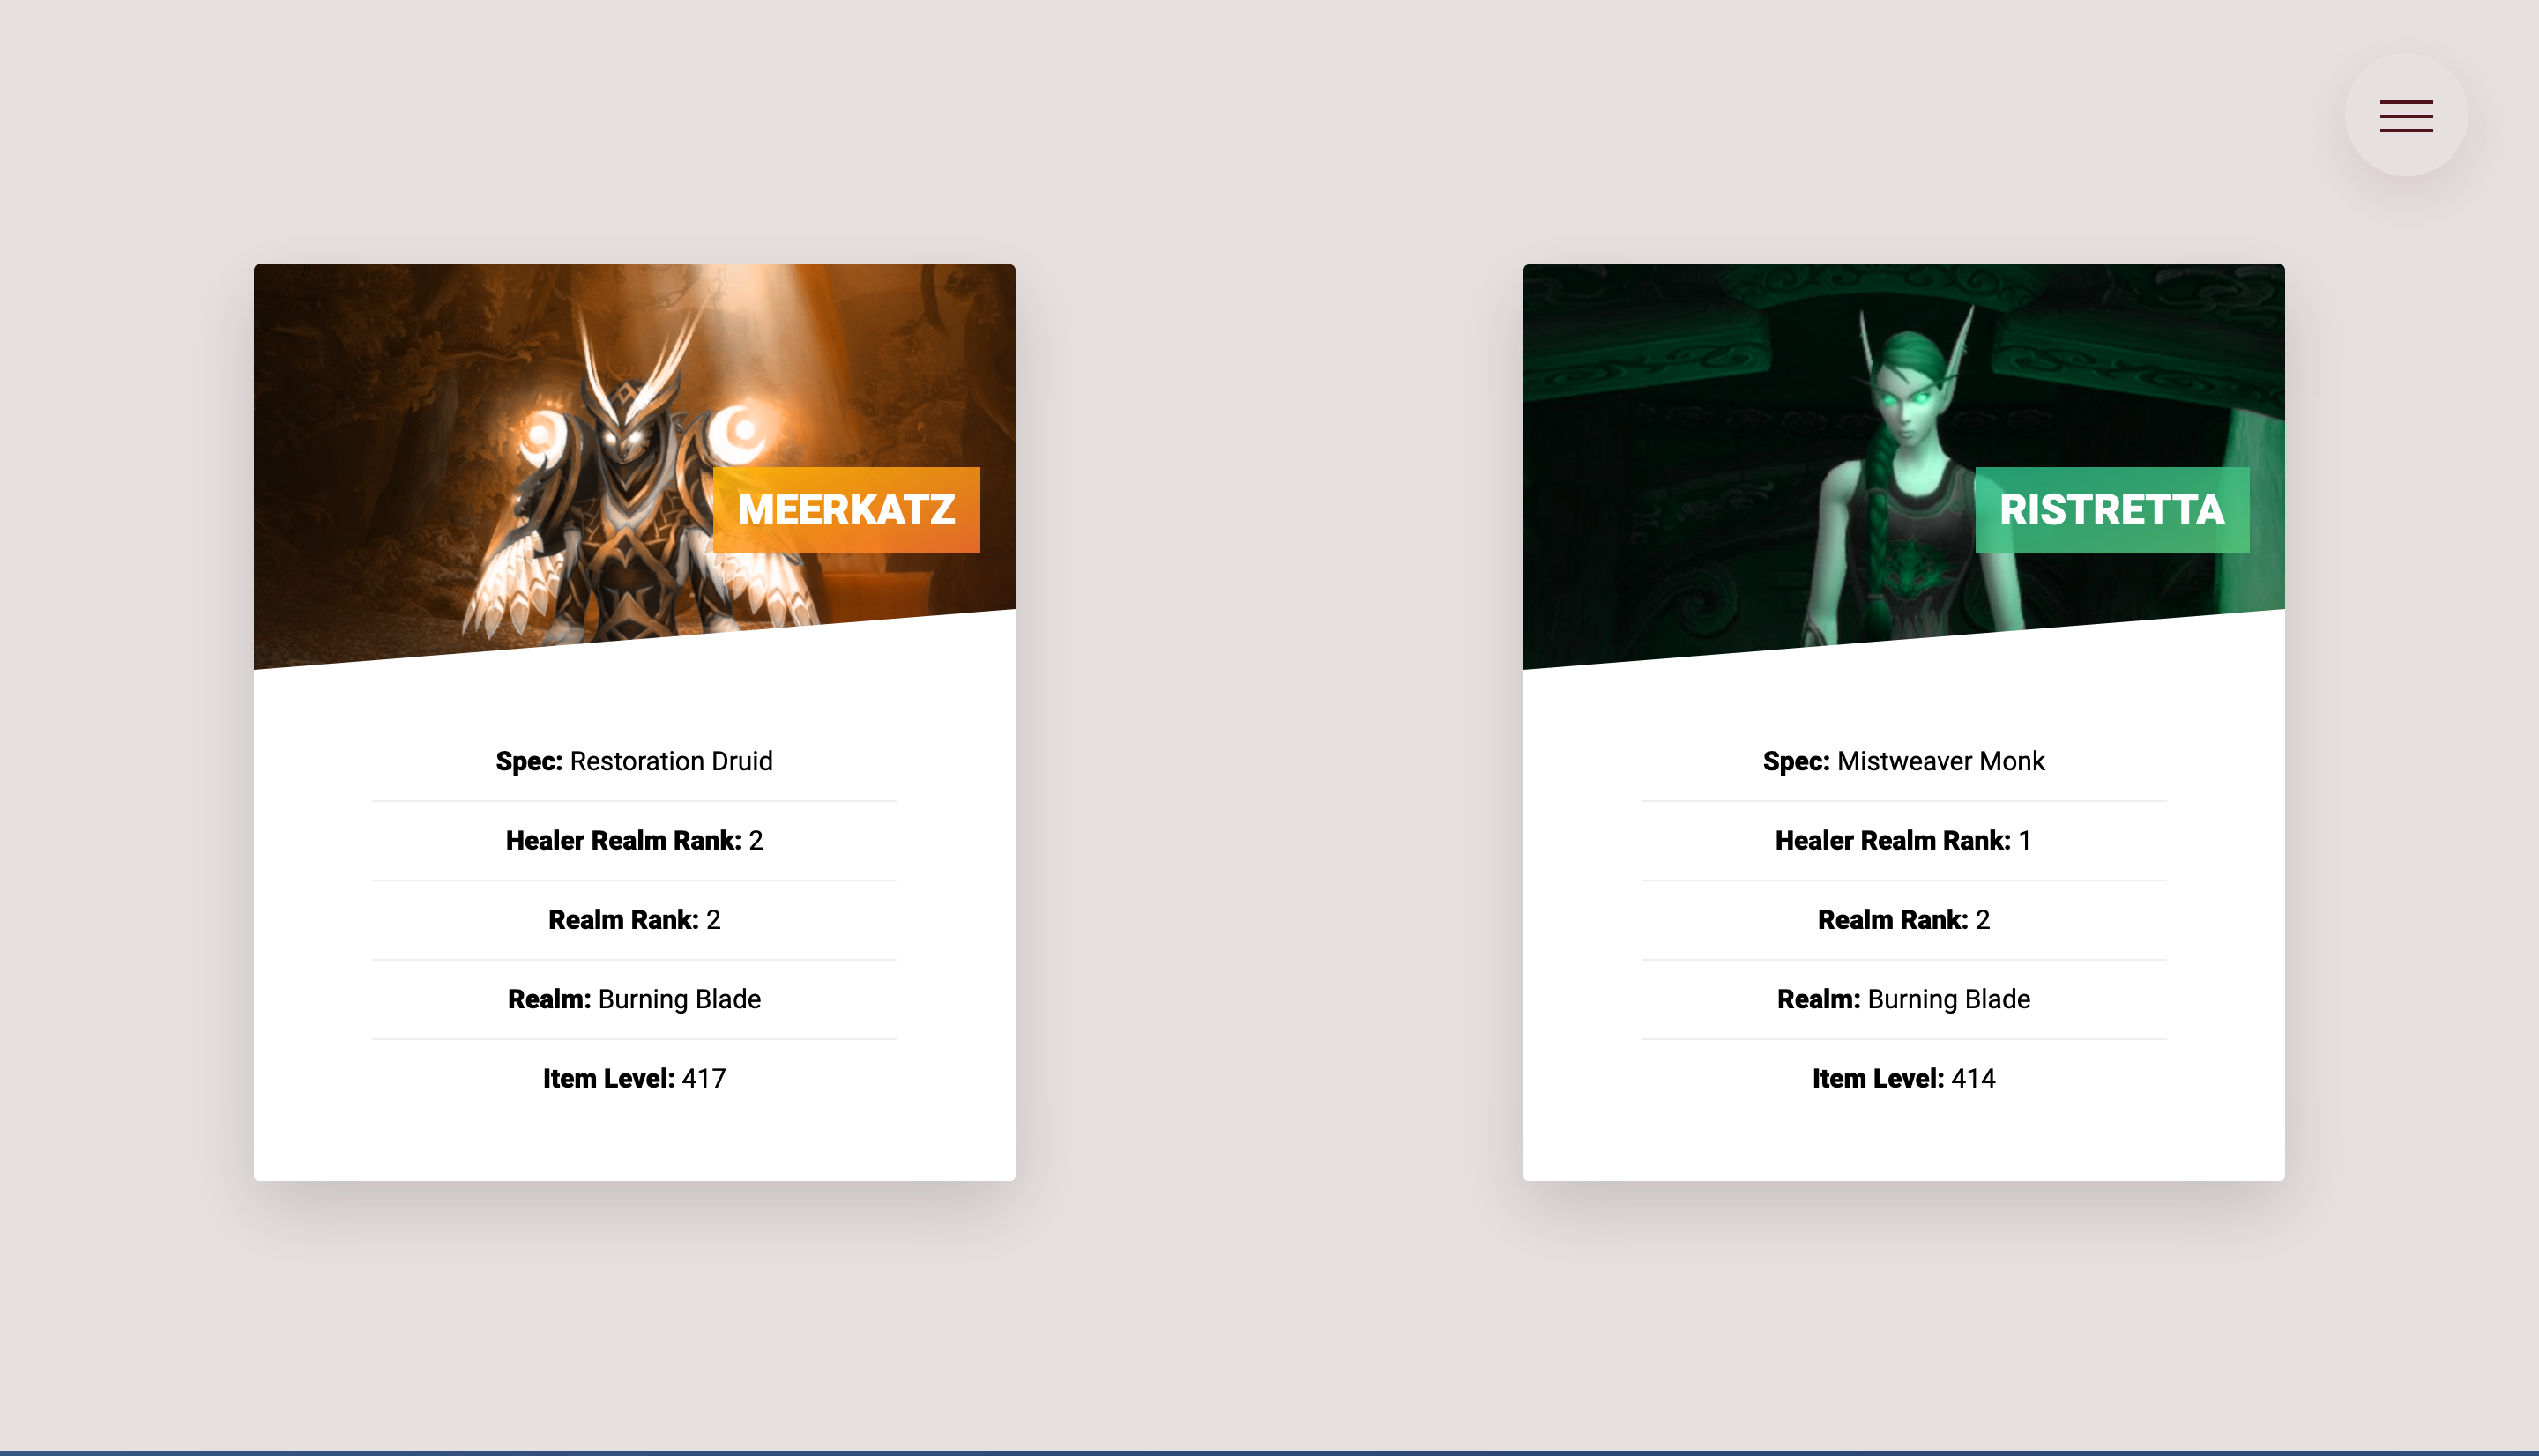 MEERKATZ
Spec: Restoration Druid
Healer Realm Rank: 2
Realm Rank: 2
Realm: Burning Blade
Item Level: 417
RISTRETTA
Spec: Mistweaver Monk
Healer Realm Rank: 1
Realm Rank: 2
Realm: Burning Blade
Item Level: 414